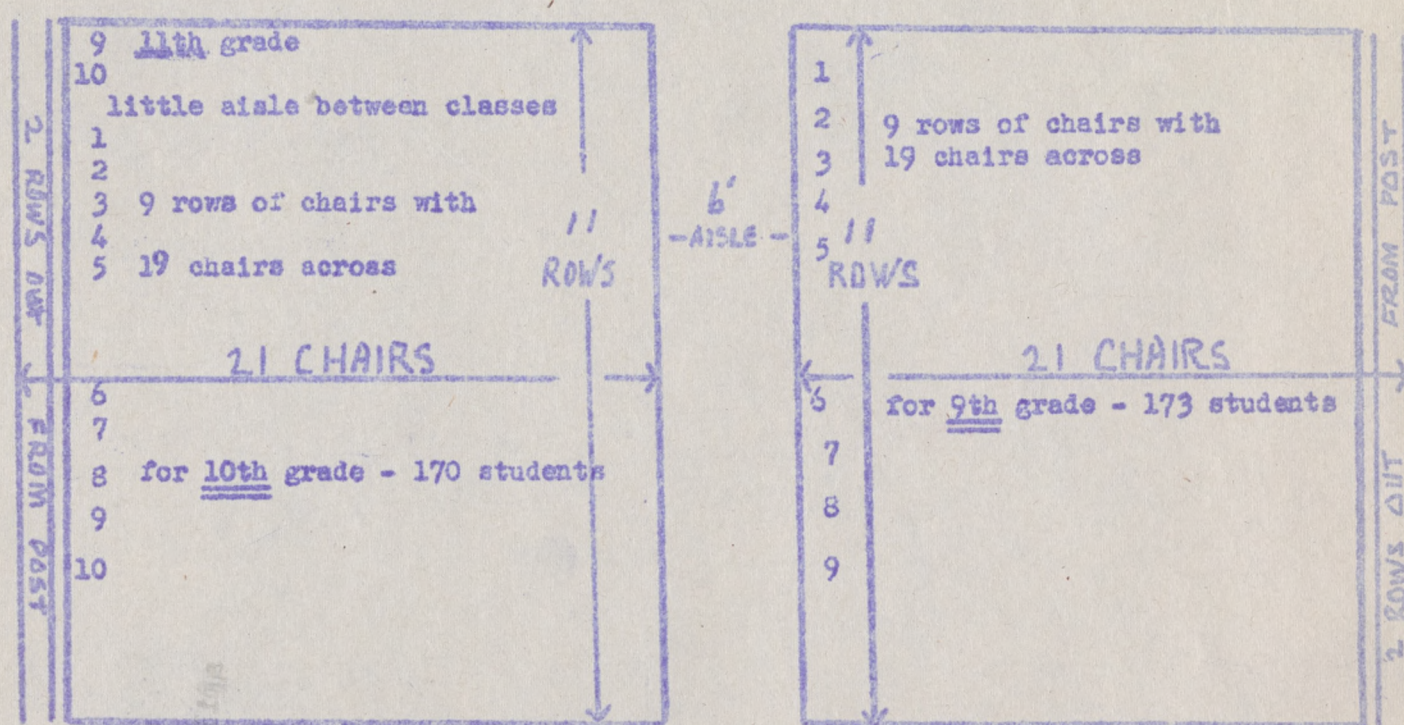 2 ROWS OUT FROM POST
9 11th grade
10
little aisle between classes
1
2
3 9 rows of chairs with
4
5 19 chairs across
11
ROWS
21 CHAIRS
6
7
8 for 10th grade - 170 students
9
10
6'
-AISLE-
1
2 9 rows of chairs with
3 19 chairs across
4
5
11
ROWS
21 CHAIRS
6 for 9th grade - 173 students
7
8
9
2 ROWS OUT FROM POST